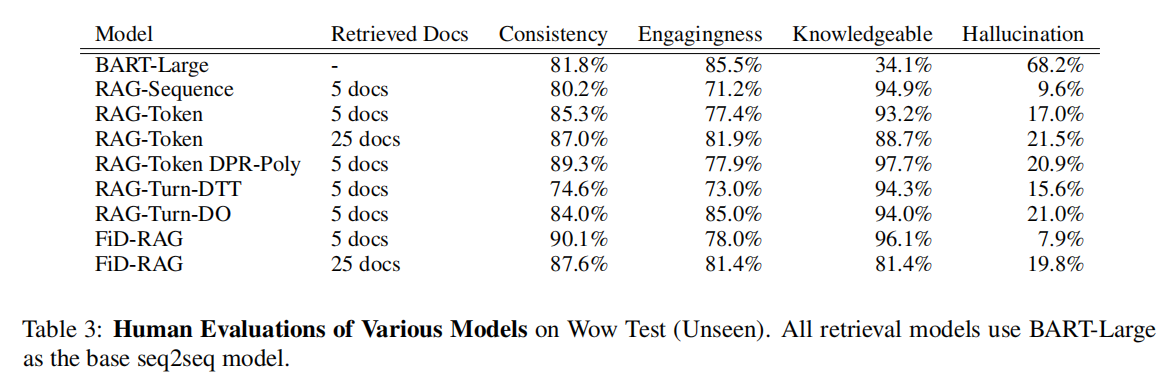 Model Retrieved Docs Consistency Engagingness Knowledgeable Hallucination
BART-Large - 81.8% 85.5% 34.1% 68.2%
RAG-Sequence 5 docs 80.2% 71.2% 94.9% 9.6%
RAG-Token 5 docs 85.3% 77.4% 93.2% 17.0%
RAG-Token 25 docs 87.0% 81.9% 88.7% 21.5%
RAG-Token DPR-Poly 5 docs 89.3% 77.9% 97.7% 20.9%
RAG-Turn-DTT 5 docs 74.6% 73.0% 94.3% 15.6%
RAG-Turn-DO 5 docs 84.0% 85.0% 94.0% 21.0%
FiD-RAG 5 docs 90.1% 78.0% 96.1% 7.9%
FiD-RAG 25 docs 87.6% 81.4% 81.4% 19.8%
Table 3: Human Evaluations of Various Models on Wow Test (Unseen). All retrieval models use BART-Large
as the base seq2seq model.